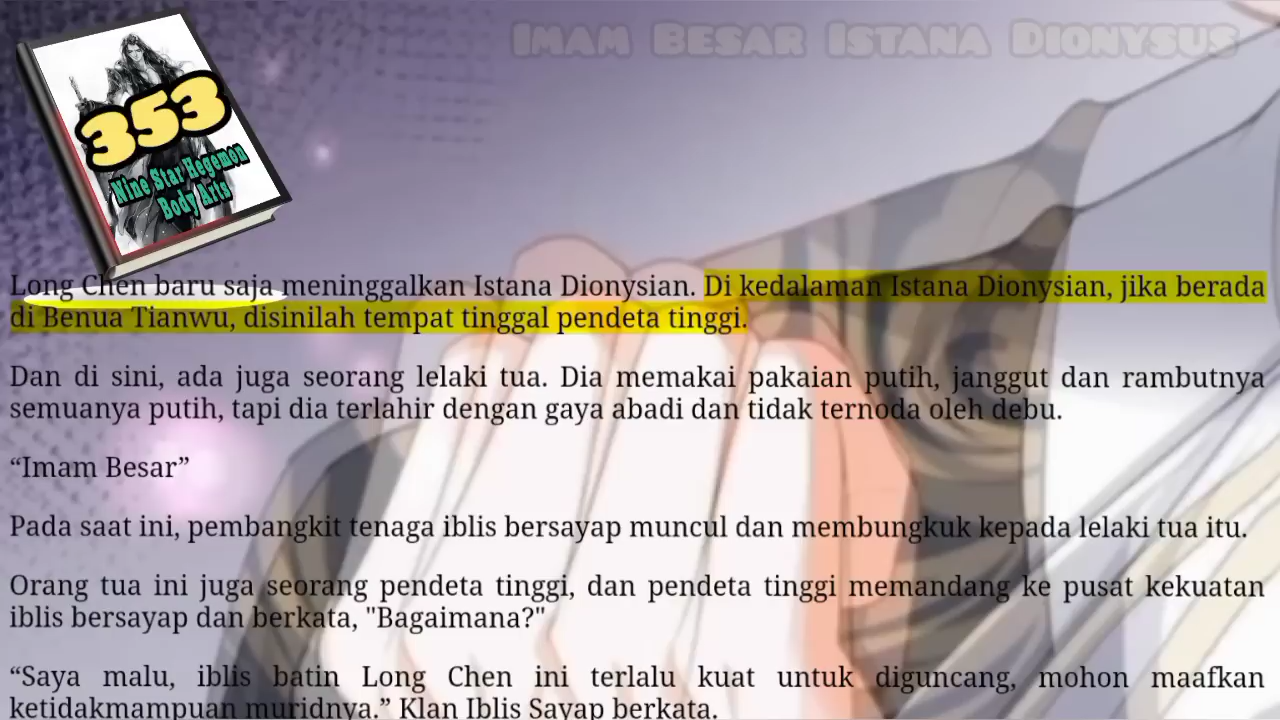 Imam Besar Istana Dionysus
353
Nine Star Hegemon
Body Arts
Long Chen baru saja meninggalkan Istana Dionysian. Di kedalaman Istana Dionysian, jika berada
di Benua Tianwu, disinilah tempat tinggal pendeta tinggi.
Dan di sini, ada juga seorang lelaki tua. Dia memakai pakaian putih, janggut dan rambutnya
semuanya putih, tapi dia terlahir dengan gaya abadi dan tidak ternoda oleh debu.
“Imam Besar”
Pada saat ini, pembangkit tenaga iblis bersayap muncul dan membungkuk kepada lelaki tua itu.
Orang tua ini juga seorang pendeta tinggi, dan pendeta tinggi memandang ke pusat kekuatan
iblis bersayap dan berkata, "Bagaimana?"
“Saya malu, iblis batin Long Chen ini terlalu kuat untuk diguncang, mohon maafkan
ketidakmampuan muridnya.” Klan Iblis Sayap berkata.